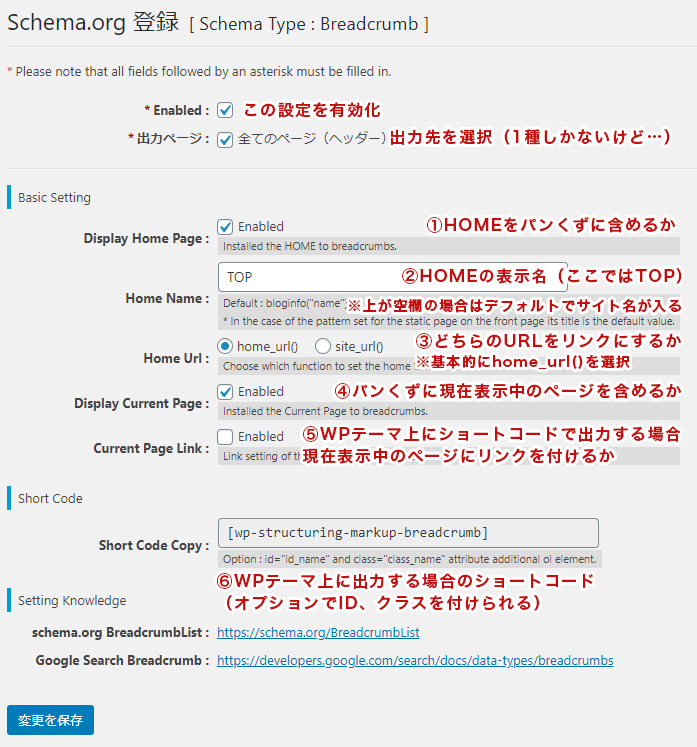 Schema.org 登録 [ Schema Type : Breadcrumb ]
* Please note that all fields followed by an asterisk must be filled in.
* Enabled : この設定を有効化
* 出力ページ : 全てのページ（ヘッダー）出力先を選択（1種しかないけど…）
Basic Setting
Display Home Page : Enabled ①HOMEをパンくずに含めるか
Installed the HOME to breadcrumbs.
Home Name : TOP ②HOMEの表示名（ここではTOP）
Default : bloginfo("name") ※上が空欄の場合はデフォルトでサイト名が入る
* In the case of the pattern set for the static page on the front page its title is the default value.
Home Url : home_url() site_url() ③どちらのURLをリンクにするか
Choose which function to set the home ※基本的にhome_url()を選択
Display Current Page : Enabled ④パンくずに現在表示中のページを含めるか
Installed the Current Page to breadcrumbs.
Current Page Link : Enabled ⑤WPテーマ上にショートコードで出力する場合
Link setting of 現在表示中のページにリンクを付けるか
Short Code
Short Code Copy : [wp-structuring-markup-breadcrumb]
Option : id="id_name" and class="class_name" attribute additional ol element.
⑥WPテーマ上に出力する場合のショートコード
（オプションでID、クラスを付けられる）
Setting Knowledge
schema.org BreadcrumbList : https://schema.org/BreadcrumbList
Google Search Breadcrumb : https://developers.google.com/search/docs/data-types/breadcrumbs
変更を保存